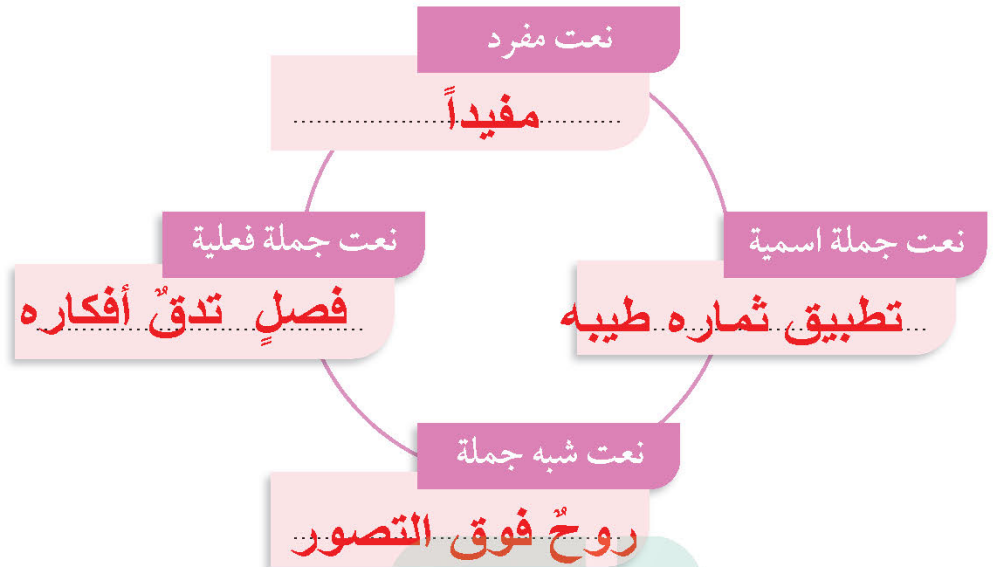 نعت مفرد
مفيداً
نعت جملة اسمية
تطبيق ثماره طيبه
نعت جملة فعلية
فصلٍ تدقٌ أفكاره
نعت شبه جملة
روحٌ فوق التصور